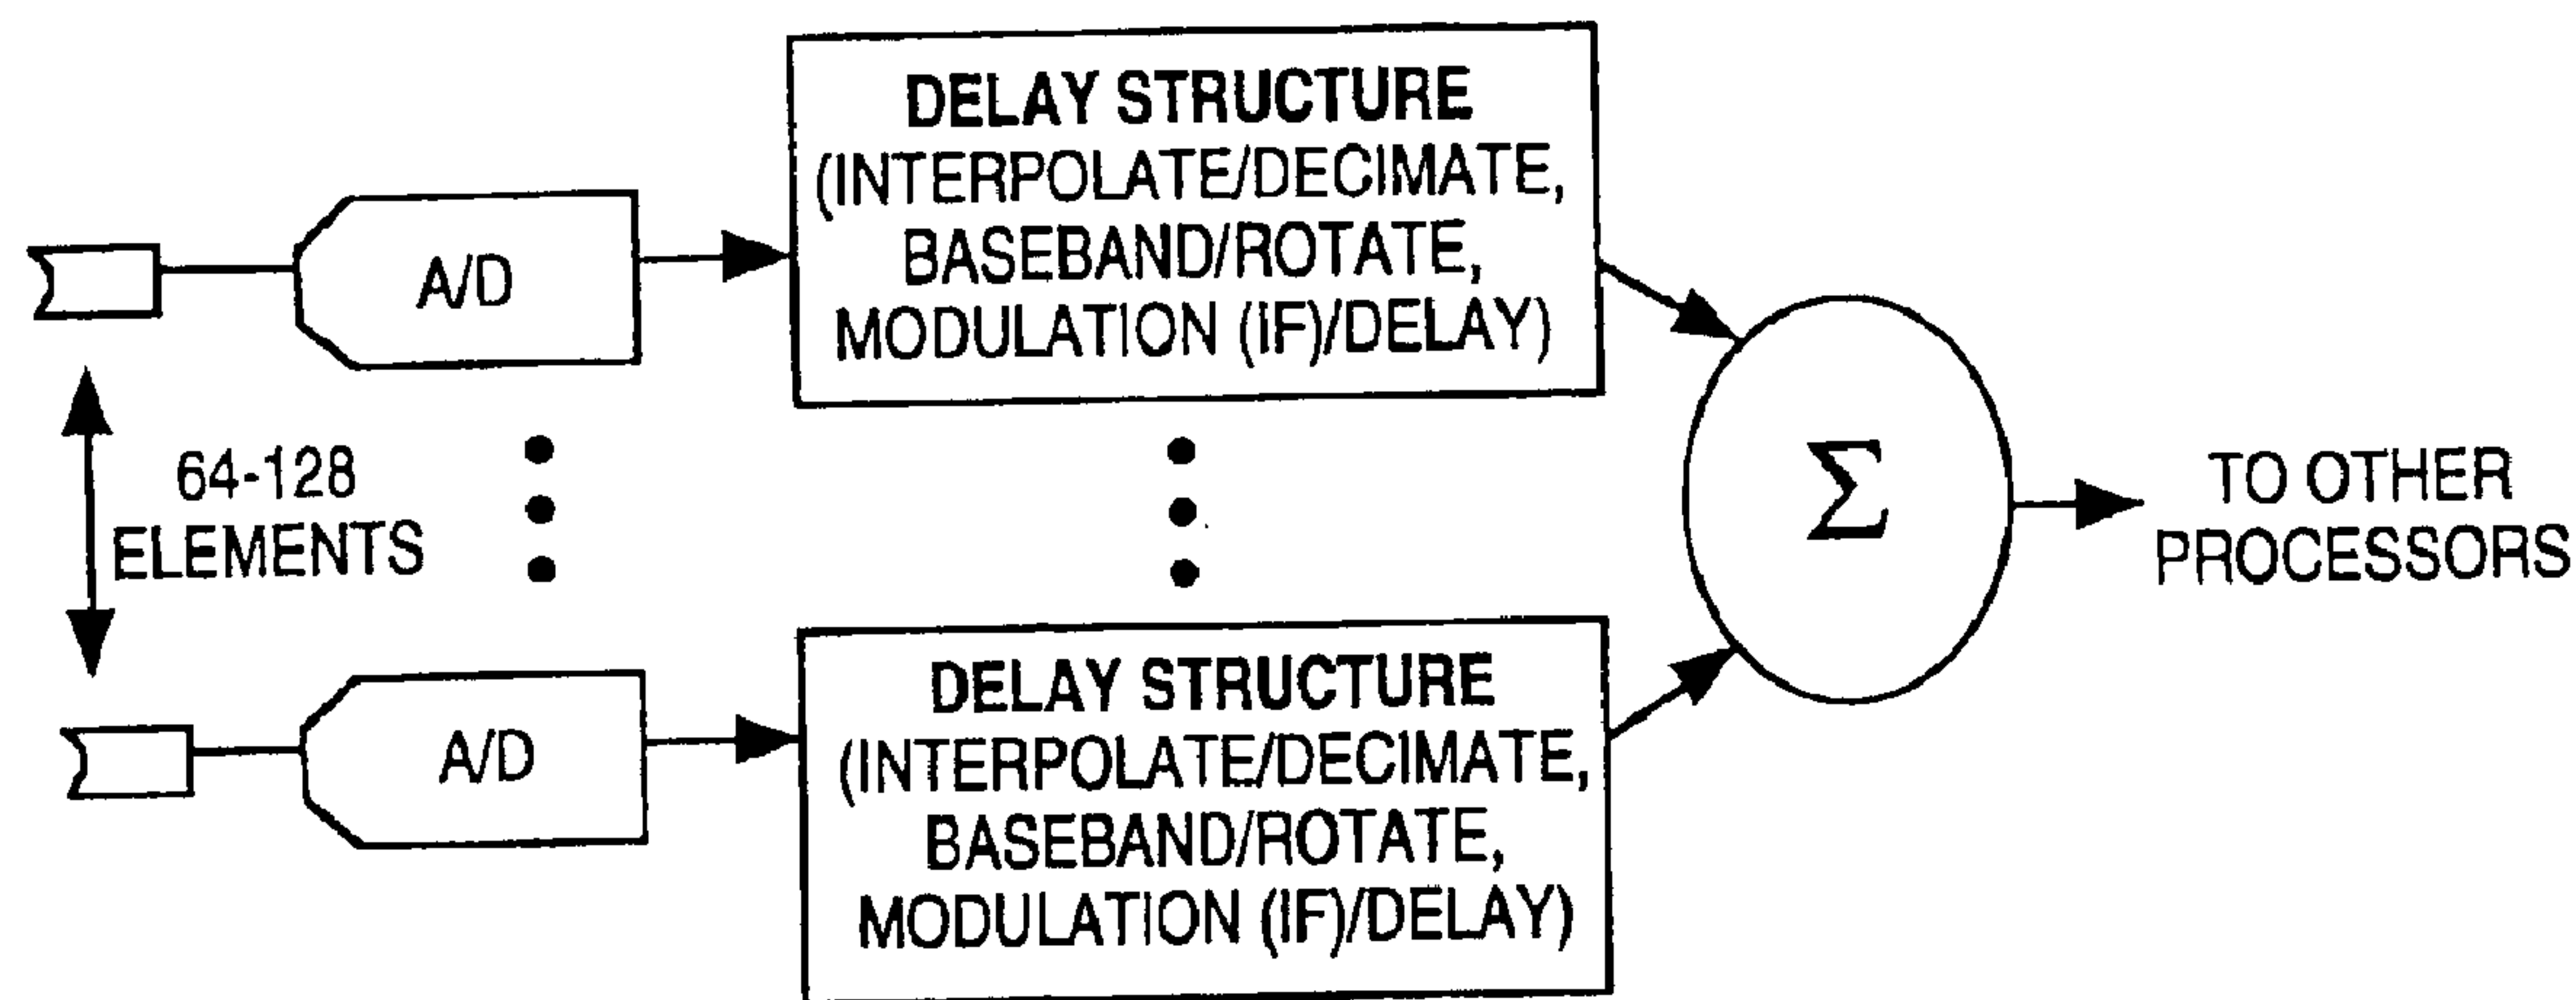 DELAY STRUCTURE
(INTERPOLATE/DECIMATE,
BASEBAND/ROTATE,
MODULATION (IF)/DELAY)
A/D
64-128
ELEMENTS
Σ
TO OTHER
PROCESSORS
DELAY STRUCTURE
(INTERPOLATE/DECIMATE,
BASEBAND/ROTATE,
MODULATION (IF)/DELAY)
A/D